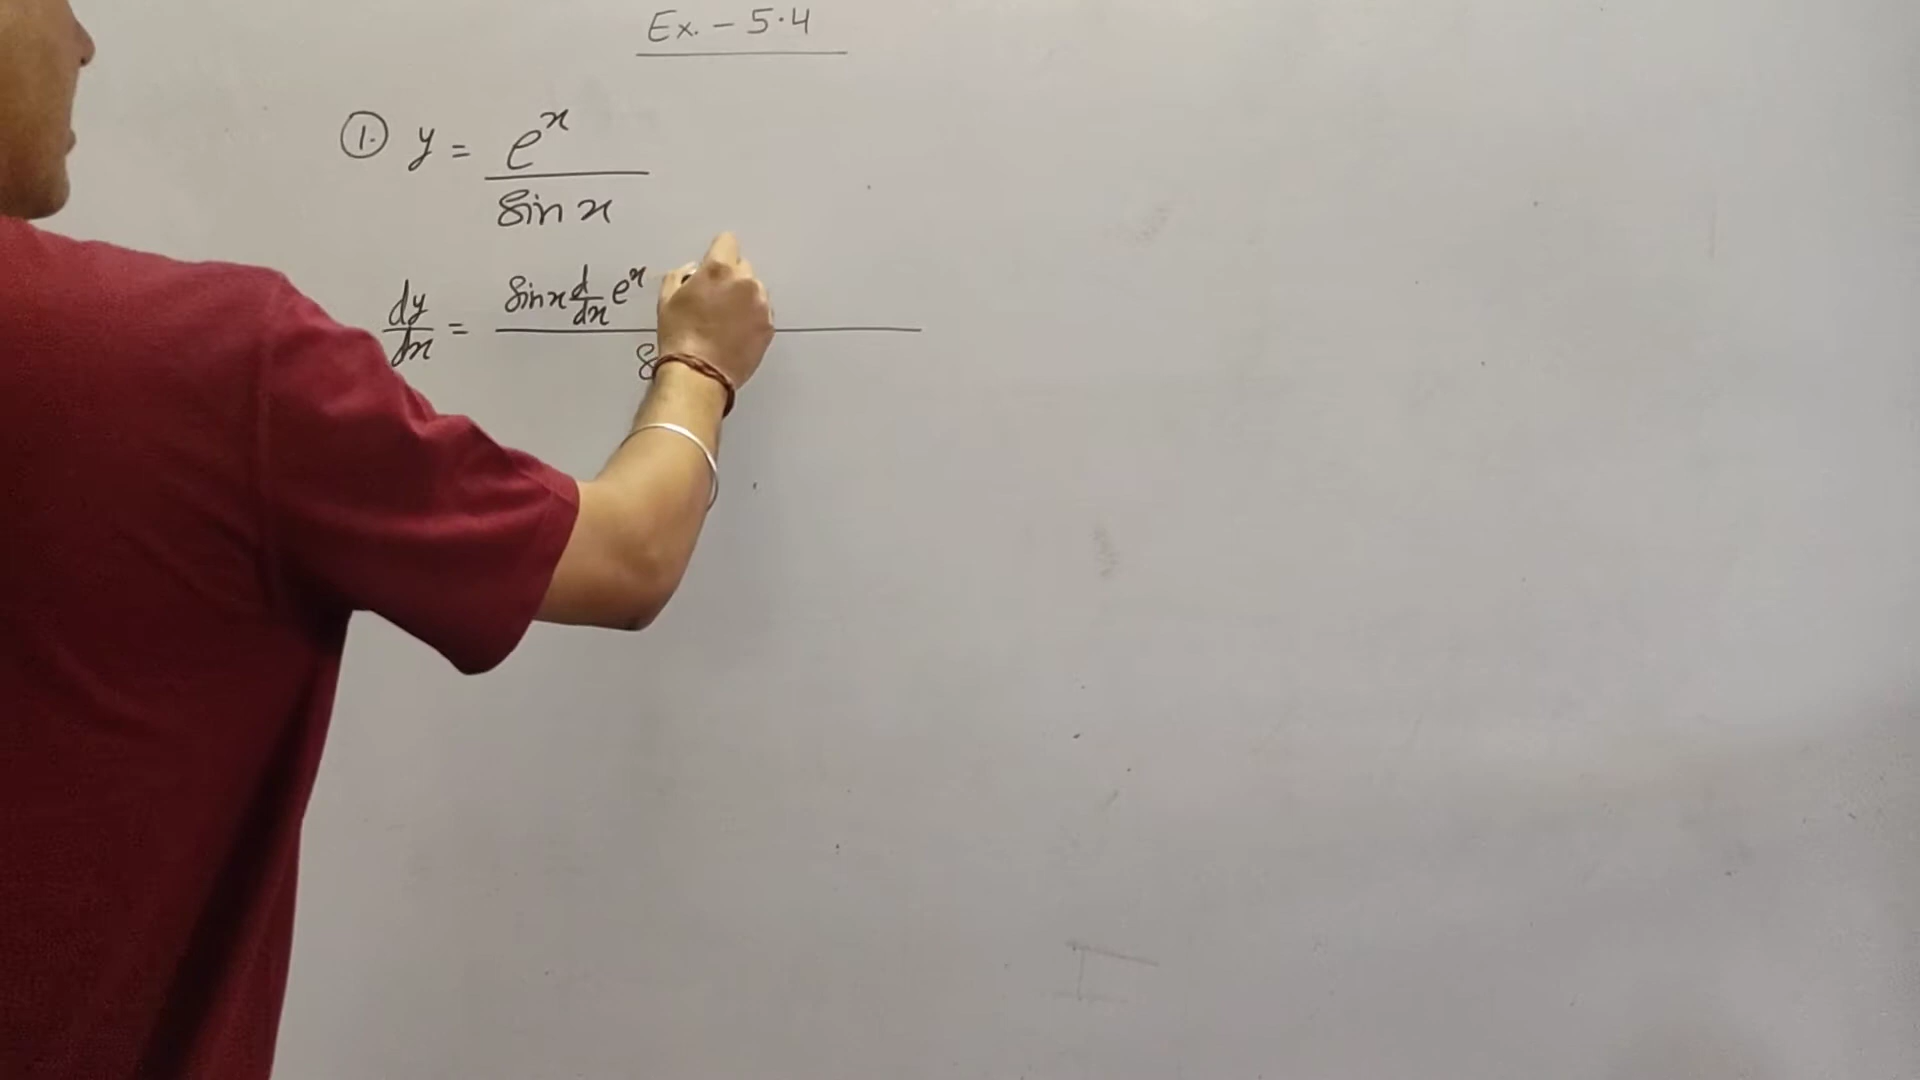 Ex. - 5.4
1. y = e^x / sin x
dy/dx = sin x d/dx e^x -